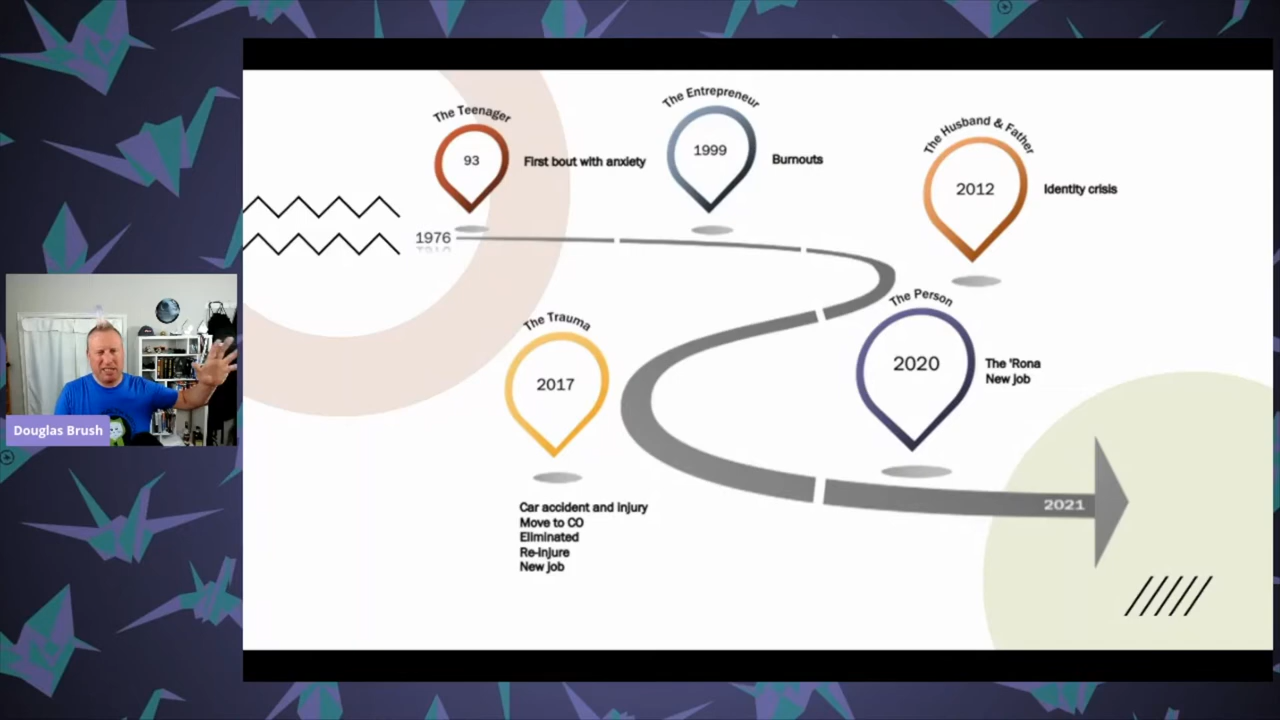 The Teenager
93
First bout with anxiety
The Entrepreneur
1999
Burnouts
The Husband & Father
2012
Identity crisis
1976
The Trauma
2017
Car accident and injury
Move to CO
Eliminated
Re-injure
New job
The Person
2020
The 'Rona
New job
2021
Douglas Brush